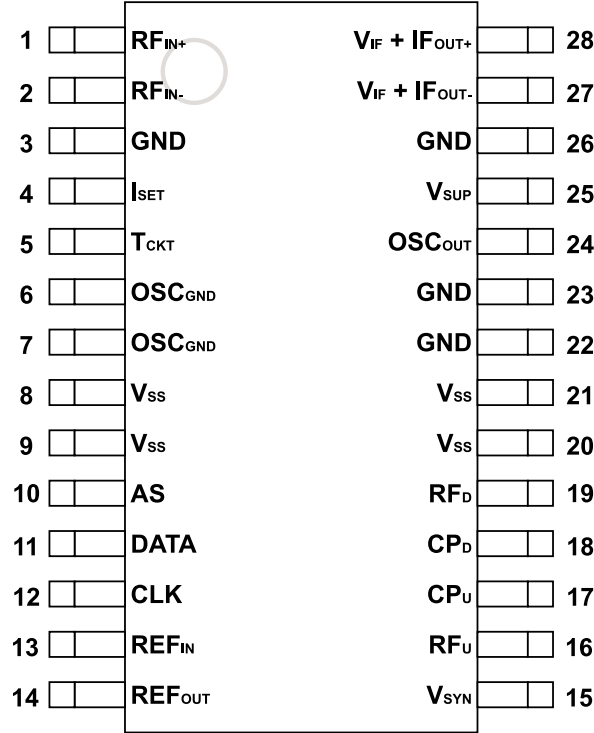 1 RFIN+ VIF + IFOUT+ 28
2 RFIN- VIF + IFOUT- 27
3 GND GND 26
4 ISET VSUP 25
5 TCKT OSCOUT 24
6 OSCGND GND 23
7 OSCGND GND 22
8 VSS VSS 21
9 VSS VSS 20
10 AS RFD 19
11 DATA CPD 18
12 CLK CPU 17
13 REFIN RFU 16
14 REFOUT VSYN 15